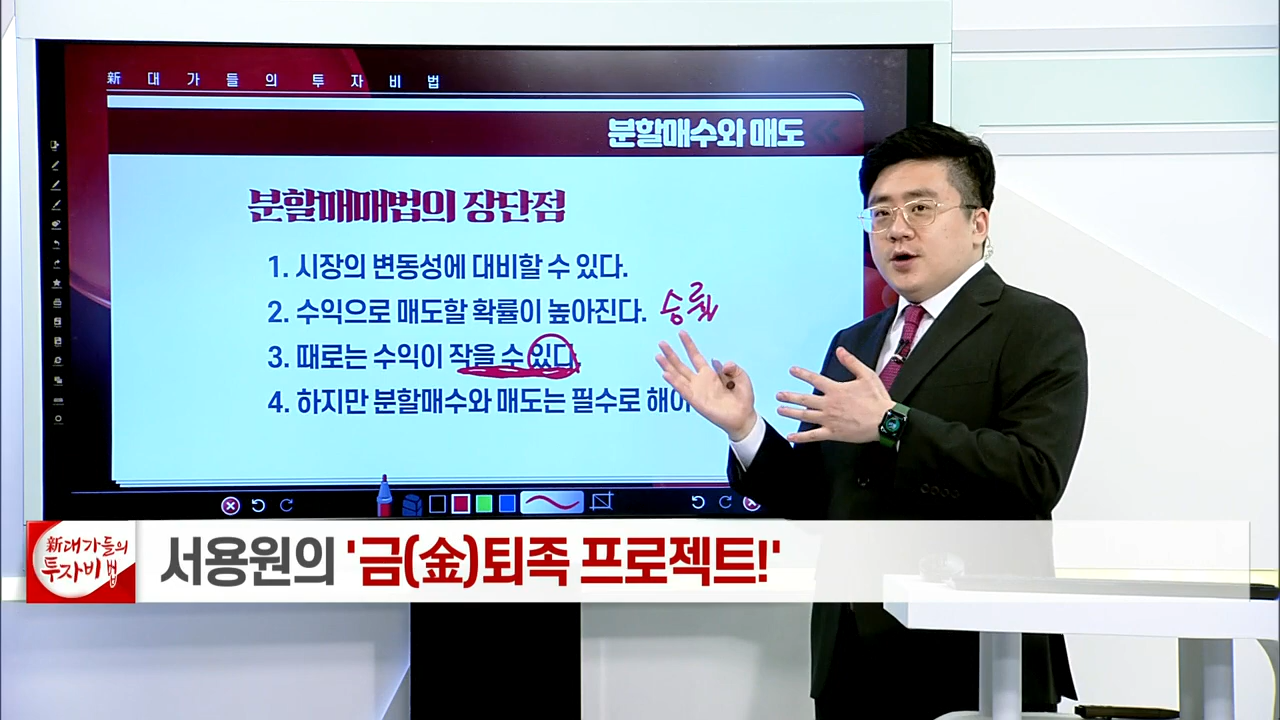 新 대 가 들 의 투 자 비 법
분할매수와 매도
분할매매법의 장단점
1. 시장의 변동성에 대비할 수 있다.
2. 수익으로 매도할 확률이 높아진다. 승률
3. 때로는 수익이 작을 수 있다.
4. 하지만 분할매수와 매도는 필수로 해야
新대가들의
투자비법
서용원의 '금(金)퇴족 프로젝트!'